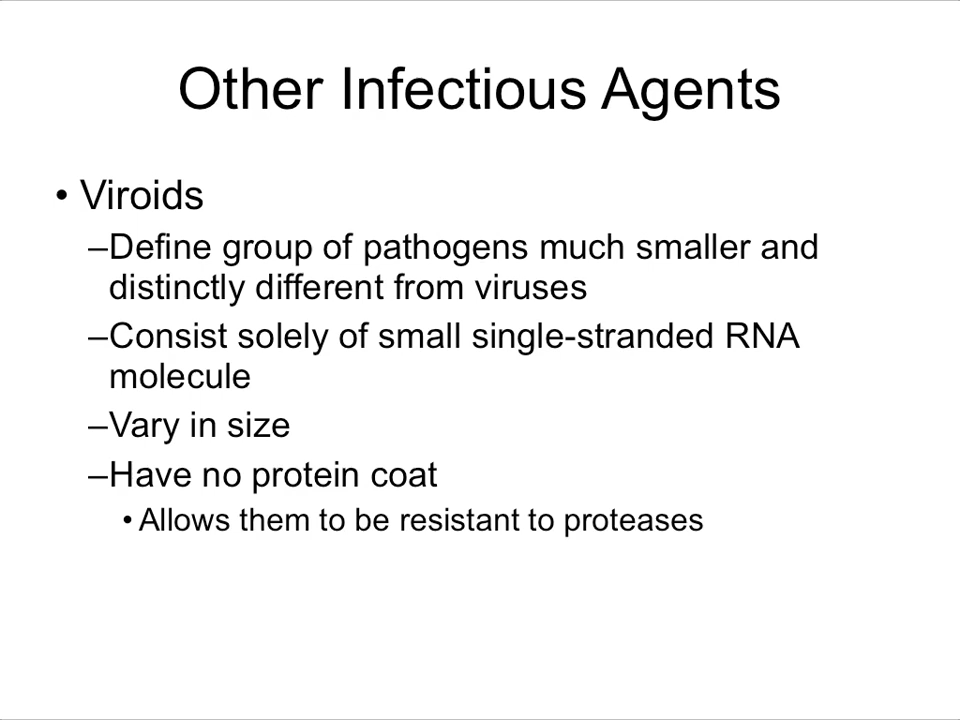 Other Infectious Agents
• Viroids
–Define group of pathogens much smaller and
distinctly different from viruses
–Consist solely of small single-stranded RNA
molecule
–Vary in size
–Have no protein coat
• Allows them to be resistant to proteases